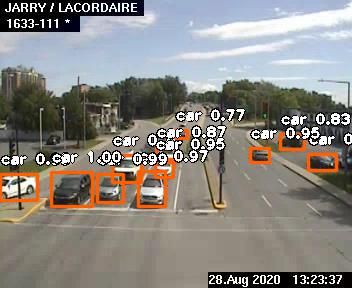 JARRY / LACORDAIRE
1633-111 *
car 0.77
car 0.83
car 0.87
car 0.95
car 0.95
car 0.97
car 1.00
0.99
28.Aug 2020 13:23:37